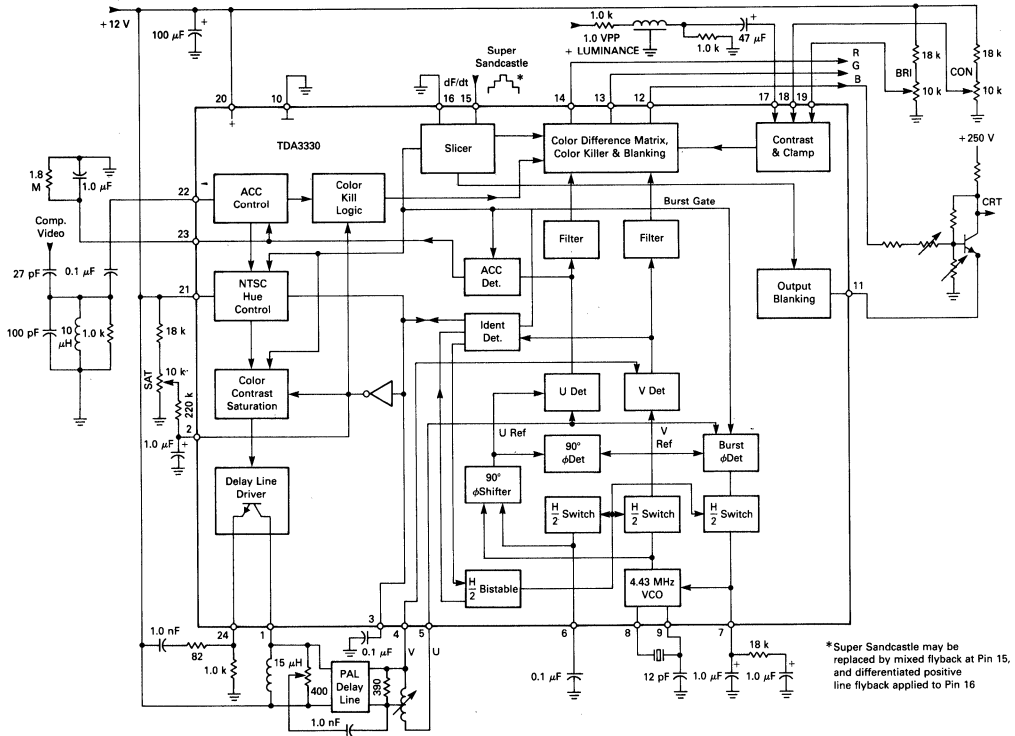 +12 V
100 μF
+
1.0 k
1.0 VPP
+ LUMINANCE
1.0 k
+
47 μF
R
G
B
18 k
BRI
10 k
18 k
CON
10 k
Super
Sandcastle
dF/dt
*
20
10
16
15
14
13
12
17
18
19
+
TDA3330
Slicer
Color Difference Matrix,
Color Killer & Blanking
Contrast
& Clamp
+250 V
CRT
1.8
M
1.0 μF
22
ACC
Control
Color
Kill
Logic
Burst Gate
Comp.
Video
23
Filter
Filter
27 pF
0.1 μF
ACC
Det.
21
NTSC
Hue
Control
Output
Blanking
11
100 pF
10
μH
1.0 k
18 k
Ident
Det.
SAT
10 k
220 k
Color
Contrast
Saturation
U Det
V Det
1.0 μF
+
2
U Ref
V
Ref
90°
φDet
Burst
φDet
Delay Line
Driver
90°
φShifter
H/2 Switch
H/2 Switch
H/2 Switch
H/2 Bistable
4.43 MHz
VCO
24
1
3
4
5
6
8
9
7
1.0 nF
82
1.0 k
15 μH
400
0.1 μF
V
U
PAL
Delay
Line
390
1.0 nF
0.1 μF
12 pF
+
1.0 μF
18 k
+
1.0 μF
*Super Sandcastle may be
replaced by mixed flyback at Pin 15,
and differentiated positive
line flyback applied to Pin 16